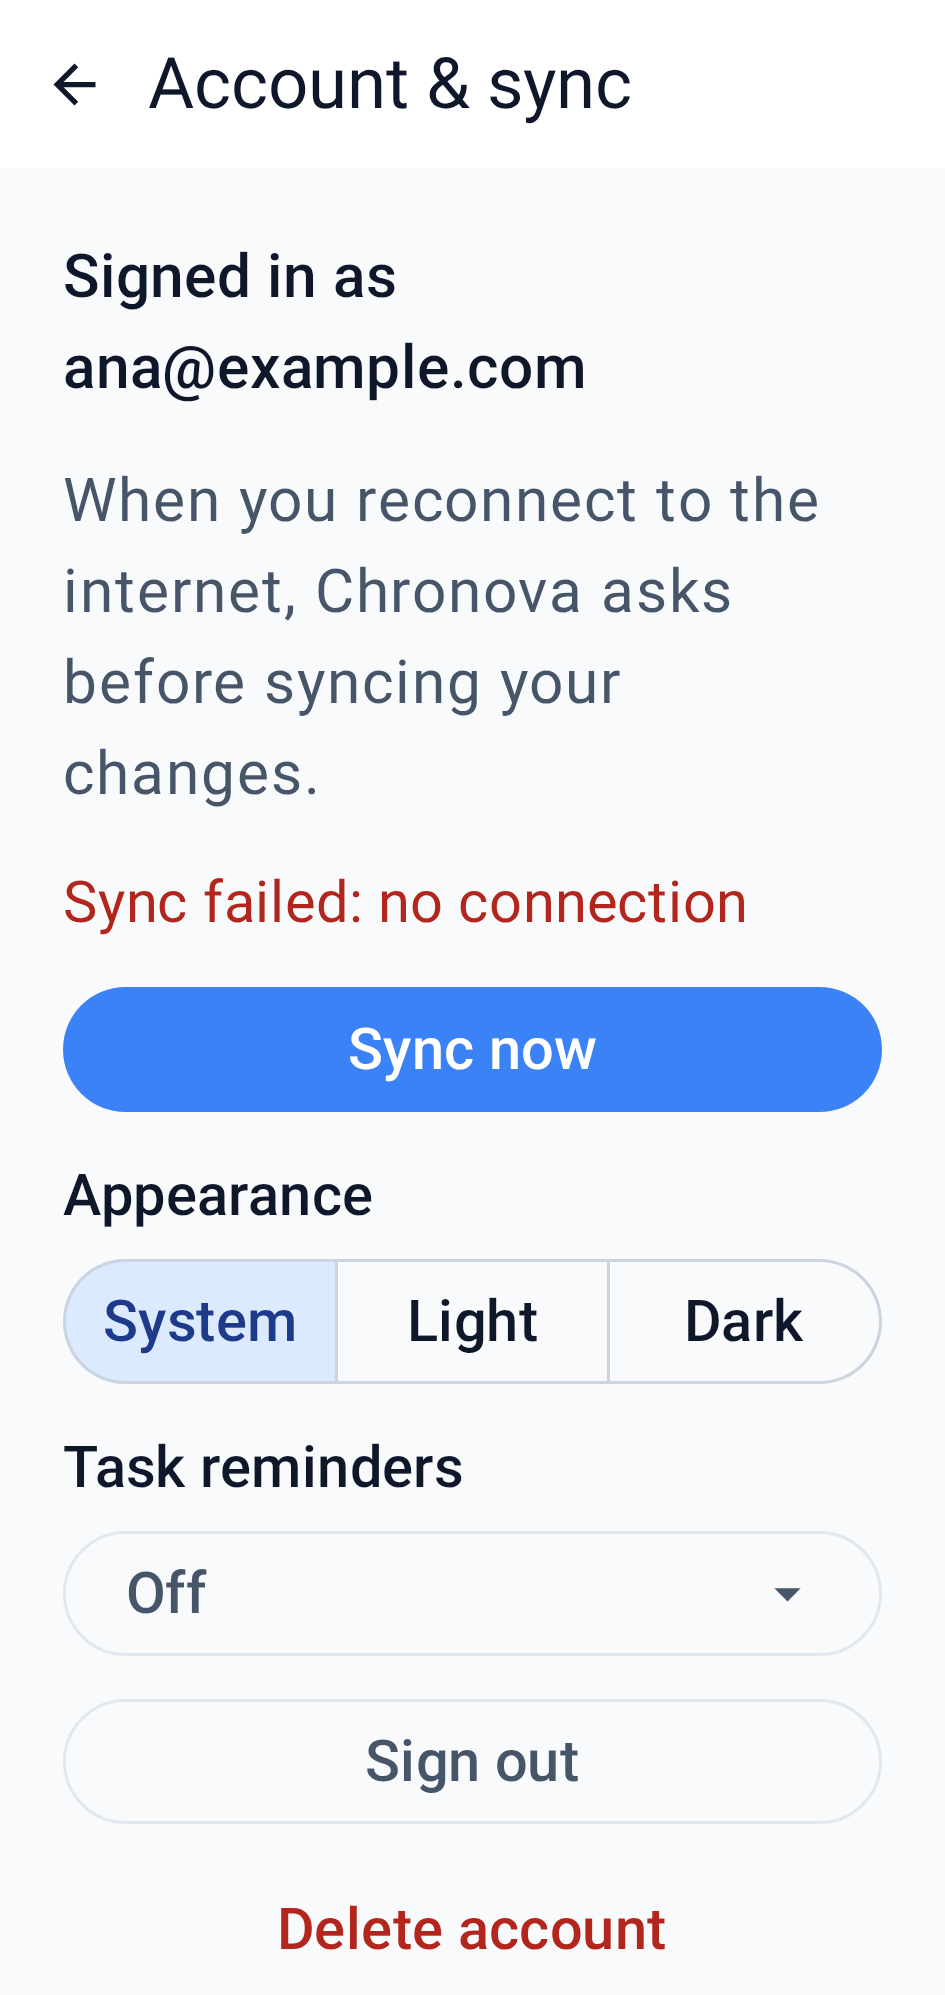 Account & sync
Signed in as
ana@example.com
When you reconnect to the
internet, Chronova asks
before syncing your
changes.
Sync failed: no connection
Sync now
Appearance
System Light Dark
Task reminders
Off
Sign out
Delete account